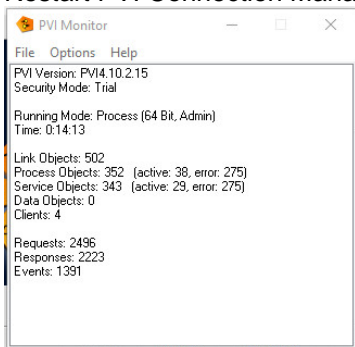 PVI Monitor
File Options Help
PVI Version: PVI4.10.2.15
Security Mode: Trial
Running Mode: Process (64 Bit, Admin)
Time: 0:14:13
Link Objects: 502
Process Objects: 352 (active: 38, error: 275)
Service Objects: 343 (active: 29, error: 275)
Data Objects: 0
Clients: 4
Requests: 2496
Responses: 2223
Events: 1391